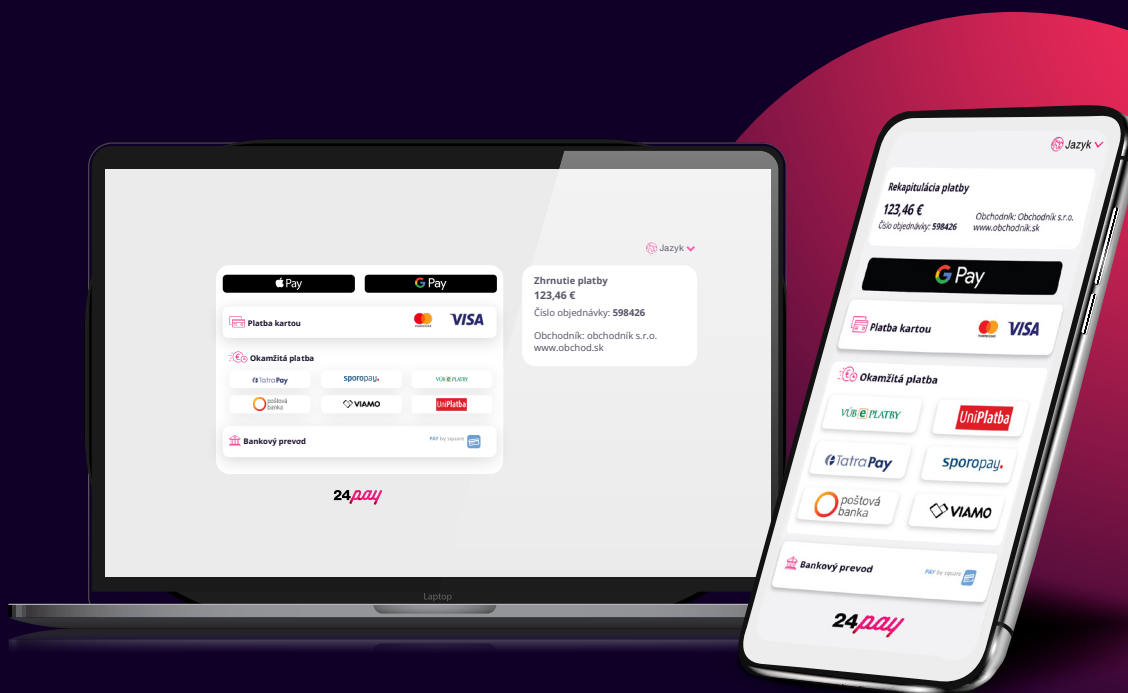 Jazyk
Pay
G Pay
Zhrnutie platby
123,46 €
Číslo objednávky: 598426
Obchodník: obchodník s.r.o.
www.obchod.sk
Platba kartou
VISA
Okamžitá platba
TatraPay
sporopay.
VÚB e PLATBY
poštová
banka
VIAMO
UniPlatba
Bankový prevod
PAY by square
24pay
Laptop
Jazyk
Rekapitulácia platby
123,46 €
Číslo objednávky: 598426
Obchodník: Obchodník s.r.o.
www.obchodnik.sk
G Pay
Platba kartou
VISA
Okamžitá platba
VÚB e PLATBY
UniPlatba
TatraPay
sporopay.
poštová
banka
VIAMO
Bankový prevod
PAY by square
24pay